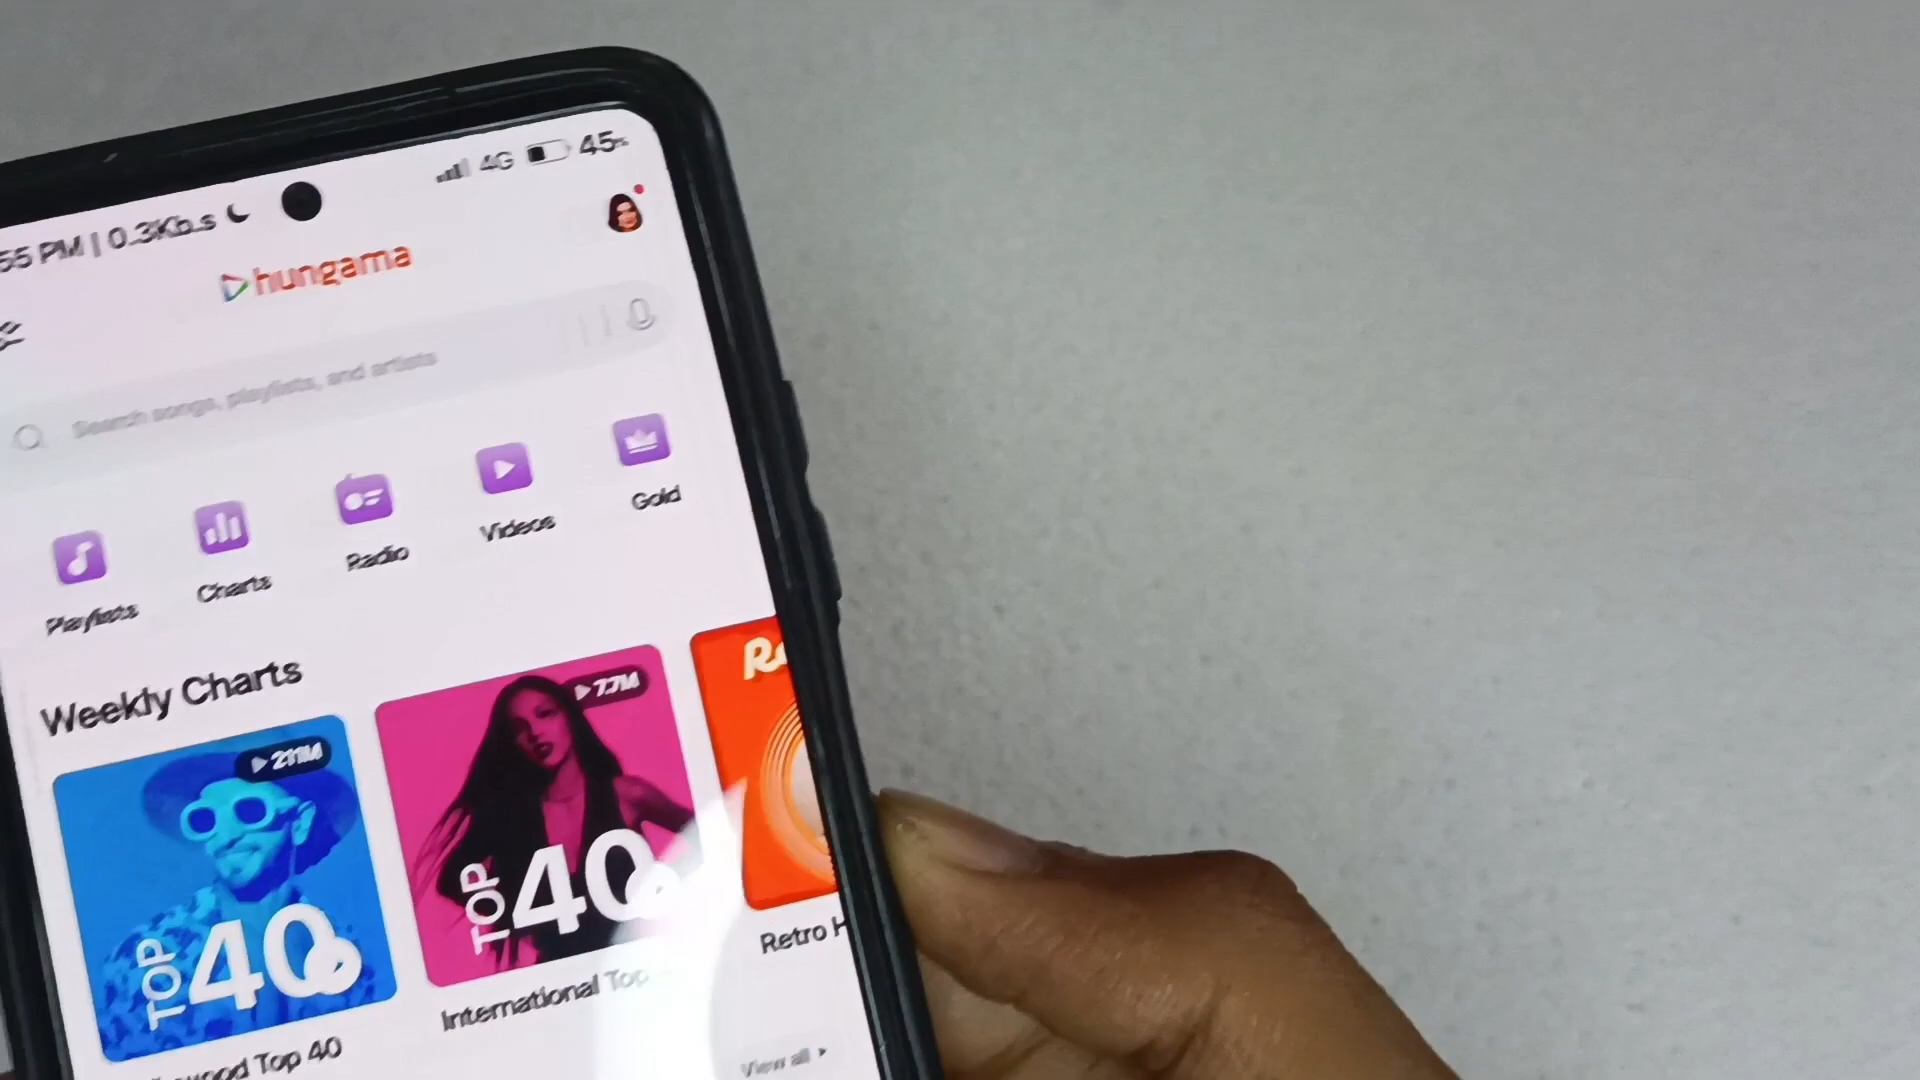 55 PM | 0.3Kb.s
4G 45%
hungama
Search songs, playlists, and artists
Playlists
Charts
Radio
Videos
Gold
Weekly Charts
7.7M
TOP 40
TOP 40
International Top
Retro H
Top 40
View all